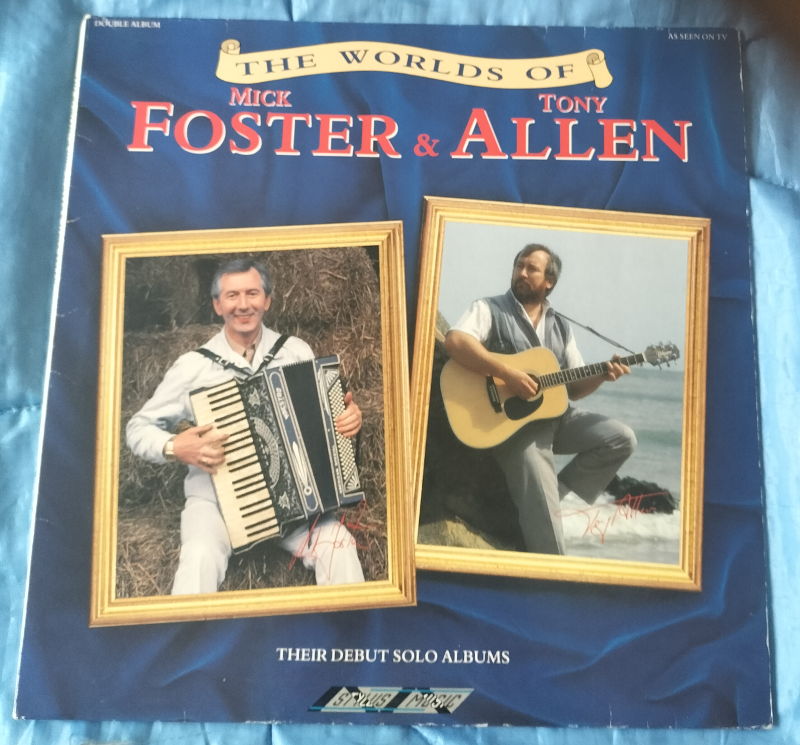 DOUBLE ALBUM
AS SEEN ON TV
THE WORLDS OF
MICK TONY
FOSTER & ALLEN
THEIR DEBUT SOLO ALBUMS
STYLUS MUSIC